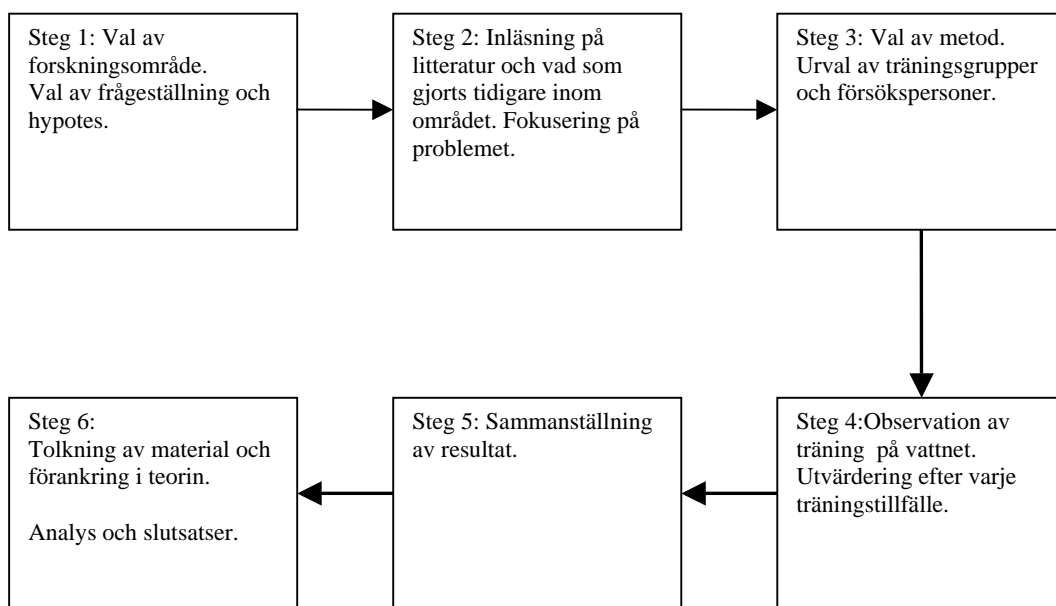 Steg 1: Val av
forskningsområde.
Val av frågeställning och
hypotes.
Steg 2: Inläsning på
litteratur och vad som
gjorts tidigare inom
området. Fokusering på
problemet.
Steg 3: Val av metod.
Urval av träningsgrupper
och försökspersoner.
Steg 4:Observation av
träning  på vattnet.
Utvärdering efter varje
träningstillfälle.
Steg 5: Sammanställning
av resultat.
Steg 6:
Tolkning av material och
förankring i teorin.
Analys och slutsatser.